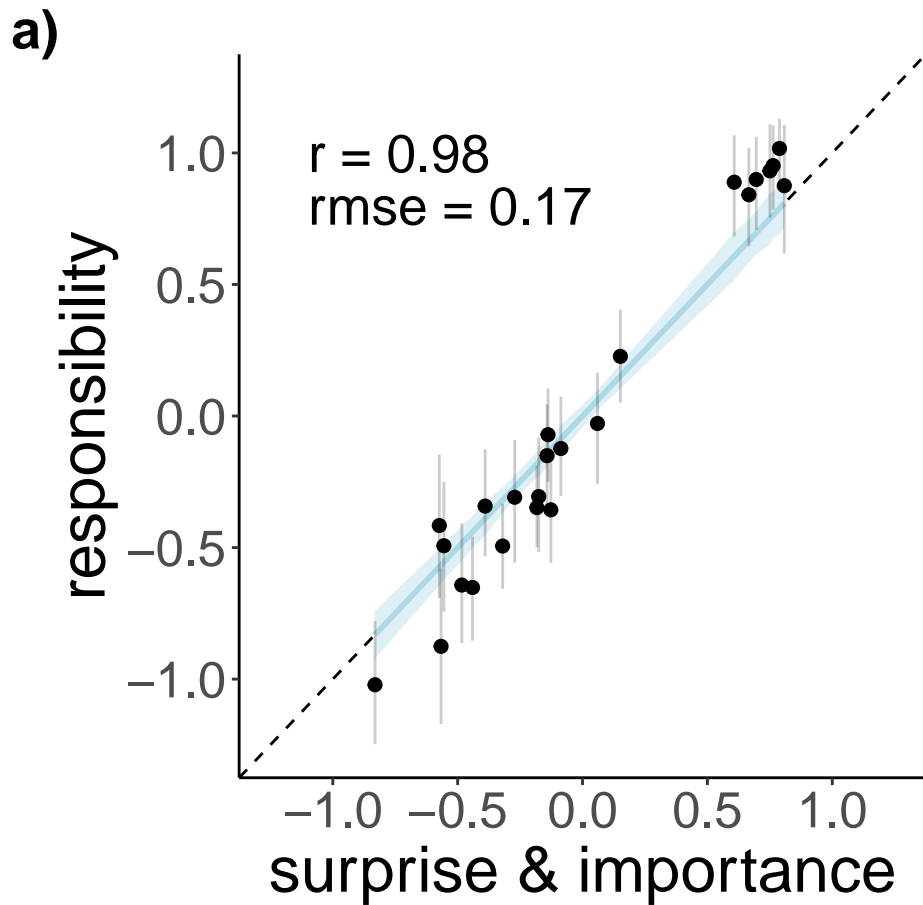 a)
r = 0.98
rmse = 0.17
responsibility
1.0
0.5
0.0
−0.5
−1.0
−1.0 −0.5 0.0 0.5 1.0
surprise & importance